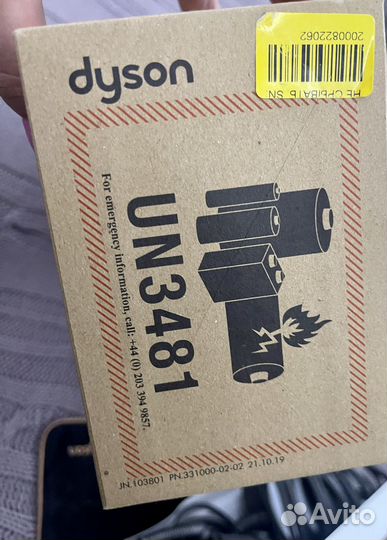 dyson
НЕ СРЫВАТЬ SN
2000822062
UN3481
For emergency information, call: +44 (0) 203 394 9857.
JN.103801 PN.331000-02-02 21.10.19
Avito